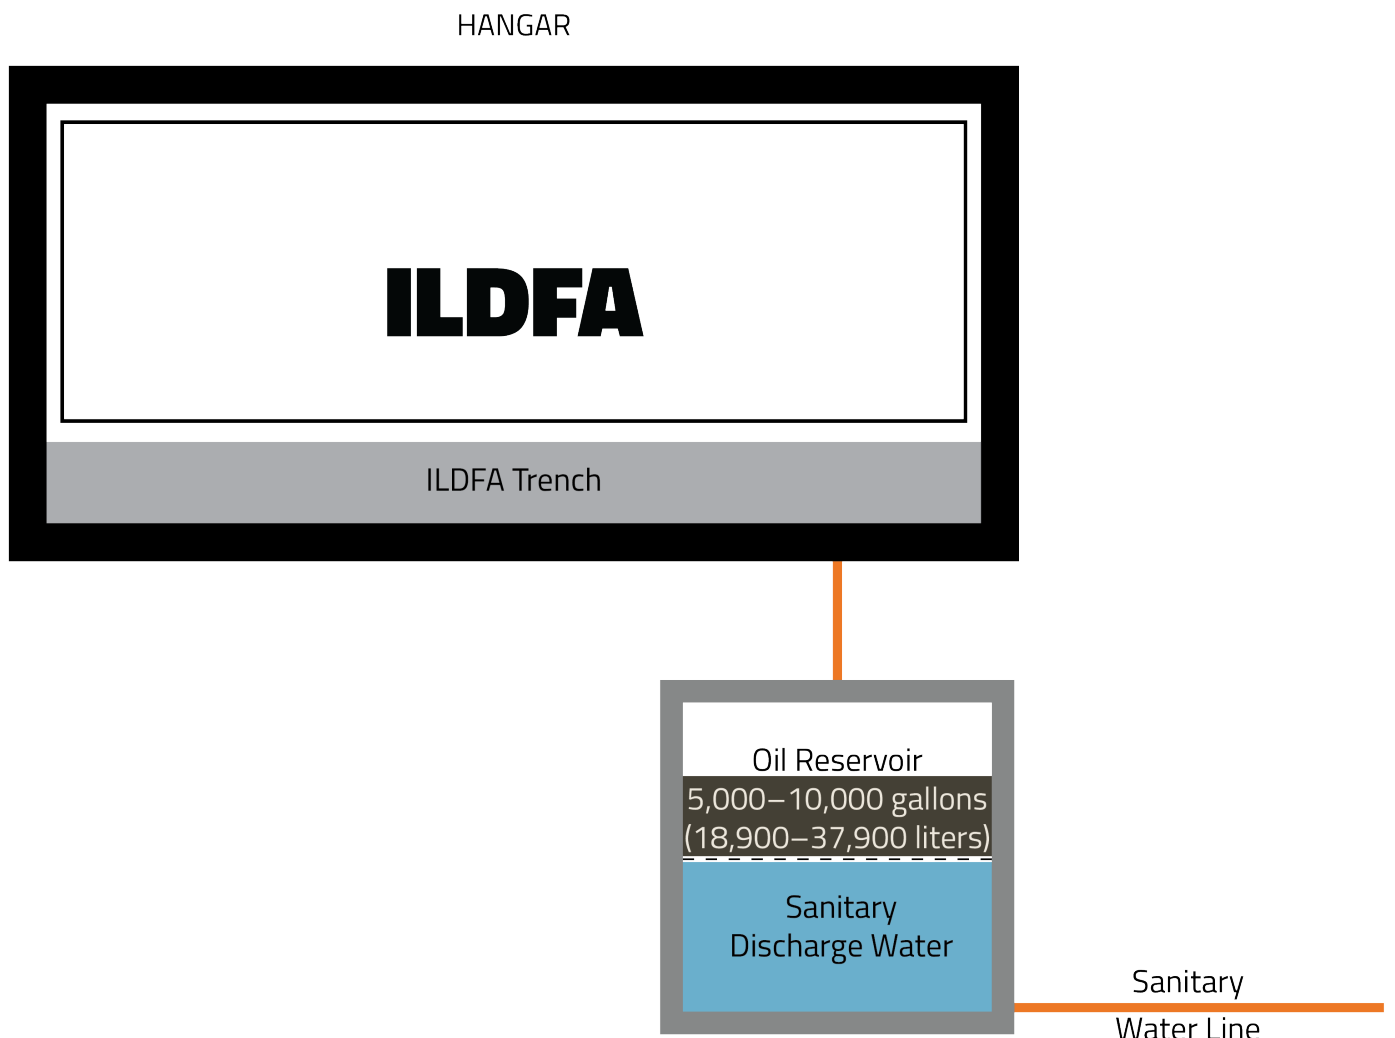 HANGAR
ILDFA
ILDFA Trench
Oil Reservoir
5,000–10,000 gallons
(18,900–37,900 liters)
Sanitary
Discharge Water
Sanitary
Water Line